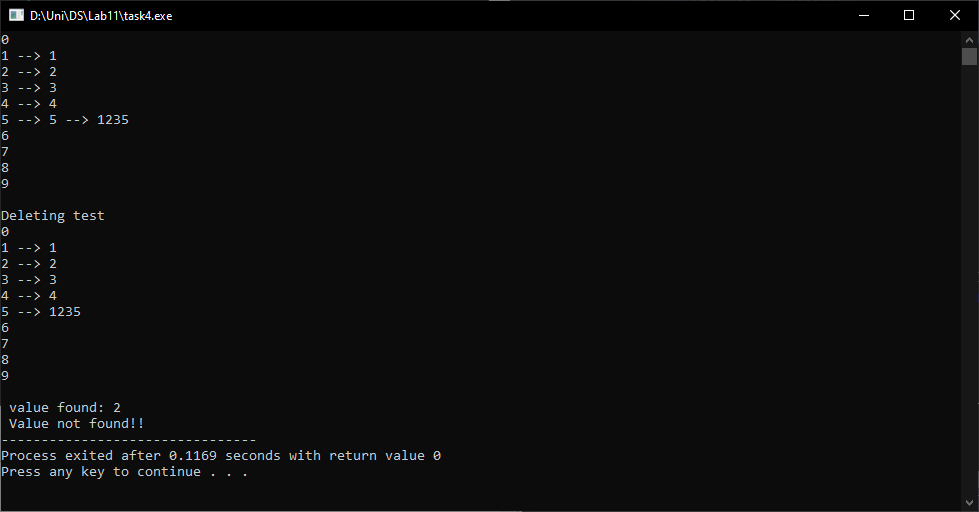 D:\Uni\DS\Lab11\task4.exe
0
1 --> 1
2 --> 2
3 --> 3
4 --> 4
5 --> 5 --> 1235
6
7
8
9
Deleting test
0
1 --> 1
2 --> 2
3 --> 3
4 --> 4
5 --> 1235
6
7
8
9
value found: 2
Value not found!!
--------------------------------
Process exited after 0.1169 seconds with return value 0
Press any key to continue . . .